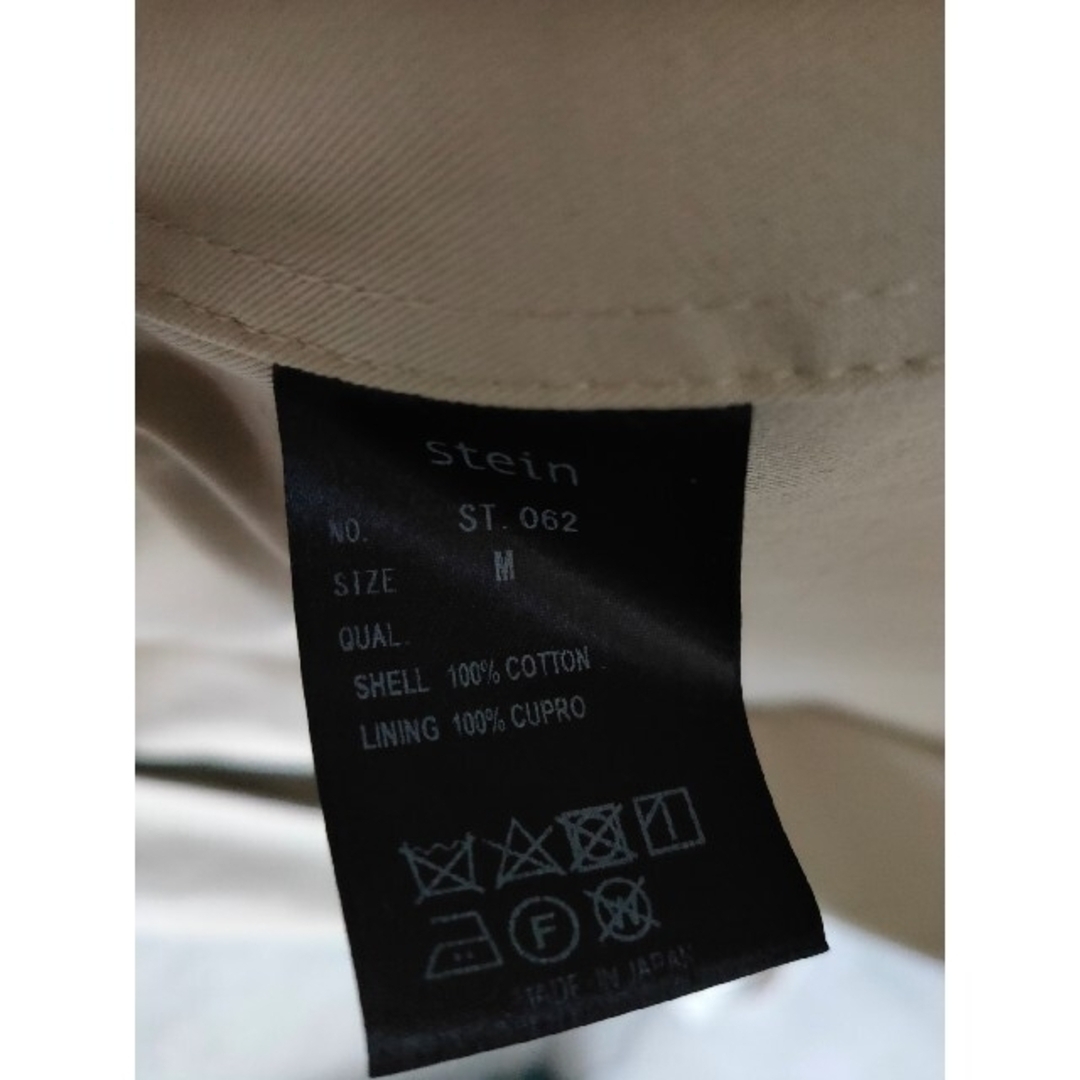 stein
NO. ST. 062
SIZE M
QUAL.
SHELL 100% COTTON
LINING 100% CUPRO
F W
MADE IN JAPAN